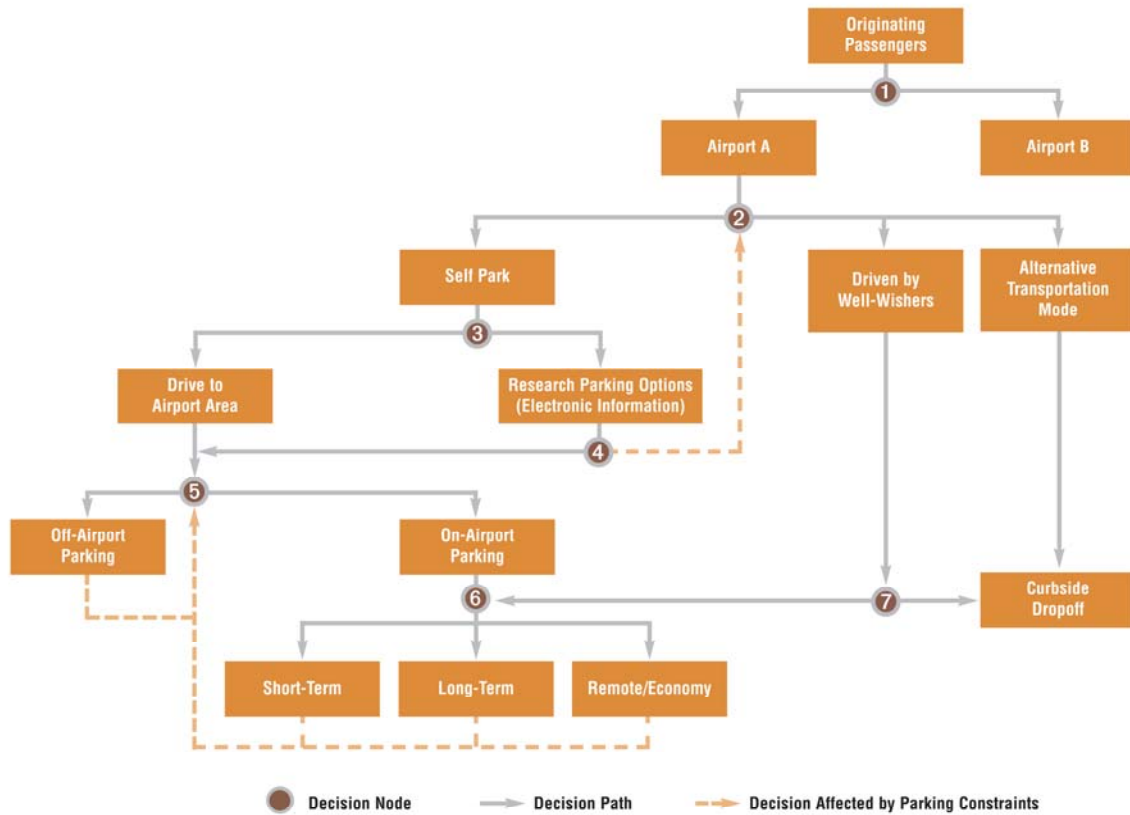 Originating
Passengers
1
Airport A
Airport B
2
Self Park
Driven by
Well-Wishers
Alternative
Transportation
Mode
3
Drive to
Airport Area
Research Parking Options
(Electronic Information)
4
5
Off-Airport
Parking
On-Airport
Parking
6
7
Curbside
Dropoff
Short-Term
Long-Term
Remote/Economy
Decision Node
Decision Path
Decision Affected by Parking Constraints